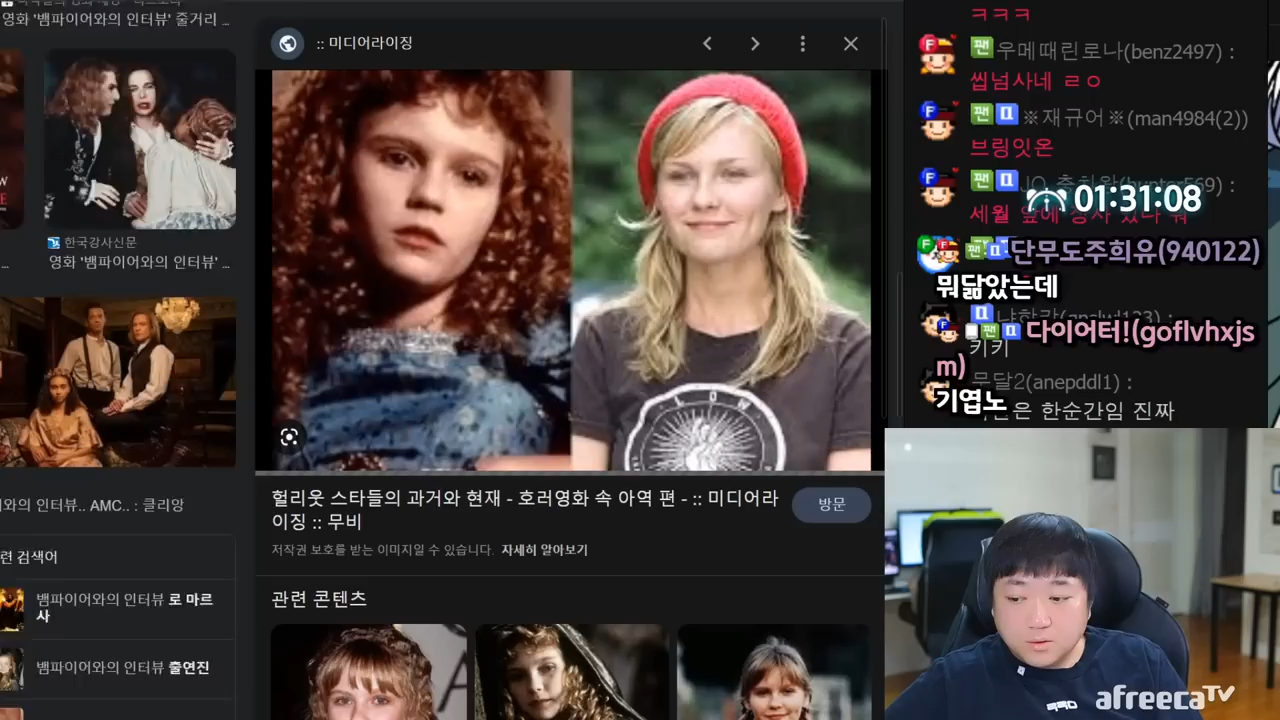 영화 '뱀파이어와의 인터뷰' 줄거리 ...
한국강사신문
영화 '뱀파이어와의 인터뷰' ...
와의 인터뷰.. AMC.. : 클리앙
련 검색어
뱀파이어와의 인터뷰 로 마르
사
뱀파이어와의 인터뷰 출연진
:: 미디어라이징
LOW
헐리웃 스타들의 과거와 현재 - 호러영화 속 아역 편 - :: 미디어라
이징 :: 무비
방문
저작권 보호를 받는 이미지일 수 있습니다. 자세히 알아보기
관련 콘텐츠
ㅋㅋㅋ
팬 우메때린로나(benz2497) :
씹넘사네 ㄹㅇ
팬 ※재규어※(man4984(2))
브링잇온
팬
01:31:08
세월 앞에 장사 있나 뭐
단무도주희유(940122)
뭐닮았는데
팬 다이어터!(goflvhxjs
m)
키키
무달2(anepddl1) :
기엽노
은 한순간임 진짜
afreecaTV